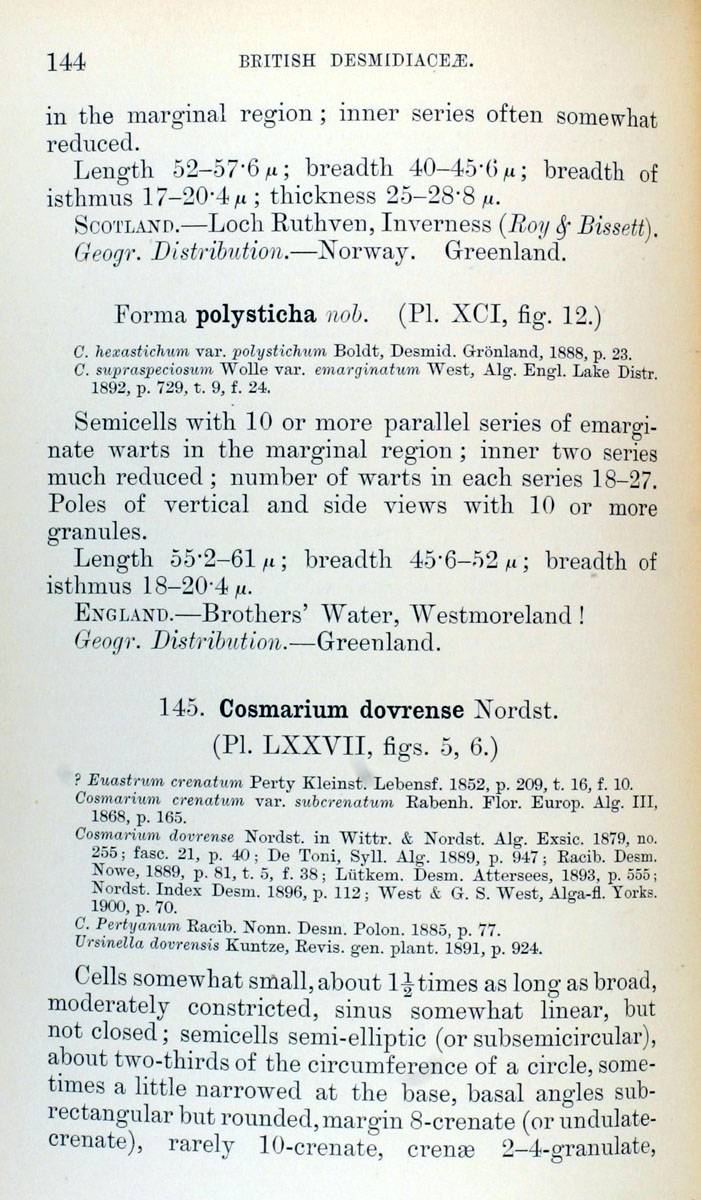 144 BRITISH DESMIDIACEÆ.
in the marginal region ; inner series often somewhat
reduced.
Length 52–57·6 µ ; breadth 40–45·6 µ ; breadth of
isthmus 17–20·4 µ ; thickness 25–28·8 µ.
SCOTLAND.—Loch Ruthven, Inverness (Roy & Bissett).
Geogr. Distribution.—Norway. Greenland.
Forma polysticha nob. (Pl. XCI, fig. 12.)
C. hexastichum var. polystichum Boldt, Desmid. Grönland, 1888, p. 23.
C. supraspeciosum Wolle var. emarginatum West, Alg. Engl. Lake Distr.
1892, p. 729, t. 9, f. 24.
Semicells with 10 or more parallel series of emargi-
nate warts in the marginal region ; inner two series
much reduced ; number of warts in each series 18–27.
Poles of vertical and side views with 10 or more
granules.
Length 55·2–61 µ ; breadth 45·6–52 µ ; breadth of
isthmus 18–20·4 µ.
ENGLAND.—Brothers’ Water, Westmoreland !
Geogr. Distribution.—Greenland.
145. Cosmarium dovrense Nordst.
(Pl. LXXVII, figs. 5, 6.)
? Euastrum crenatum Perty Kleinst. Lebensf. 1852, p. 209, t. 16, f. 10.
Cosmarium crenatum var. subcrenatum Rabenh. Flor. Europ. Alg. III,
1868, p. 165.
Cosmarium dovrense Nordst. in Wittr. & Nordst. Alg. Exsic. 1879, no.
255 ; fasc. 21, p. 40 ; De Toni, Syll. Alg. 1889, p. 947 ; Racib. Desm.
Nowe, 1889, p. 81, t. 5, f. 38 ; Lütkem. Desm. Attersees, 1893, p. 555 ;
Nordst. Index Desm. 1896, p. 112 ; West & G. S. West, Alga-fl. Yorks.
1900, p. 70.
C. Pertyanum Racib. Nonn. Desm. Polon. 1885, p. 77.
Ursinella dovrensis Kuntze, Revis. gen. plant. 1891, p. 924.
Cells somewhat small, about 1½ times as long as broad,
moderately constricted, sinus somewhat linear, but
not closed ; semicells semi-elliptic (or subsemicircular),
about two-thirds of the circumference of a circle, some-
times a little narrowed at the base, basal angles sub-
rectangular but rounded, margin 8-crenate (or undulate-
crenate), rarely 10-crenate, crenæ 2–4-granulate,